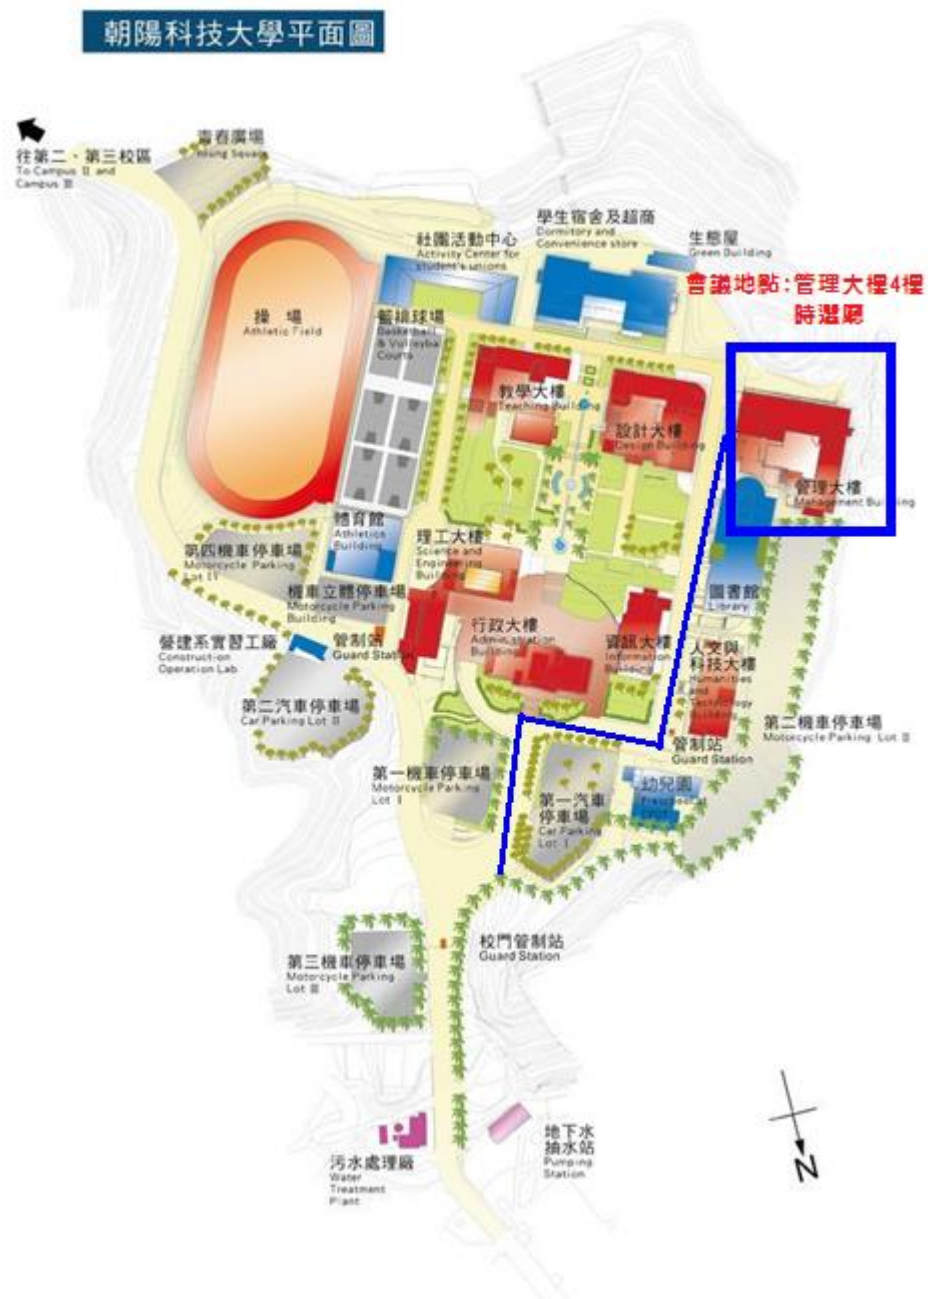 朝陽科技大學平面圖
往第二、第三校區
To Campus II and
Campus III
青春廣場
Young Square
社團活動中心
Activity Center for
student's unions
學生宿舍及超商
Dormitory and
Convenience store
生態屋
Green Building
會議地點:管理大樓4樓
操場
Athletic Field
籃排球場
Basketball
& Volleyba
Courts
教學大樓
Teaching Building
設計大樓
Design Building
管理大樓
Management Building
體育館
Athletics
Building
理工大樓
Science and
Engineering
Building
第四機車停車場
Motorcycle Parking
Lot IV
機車立體停車場
Motorcycle Parking
Building
圖書館
Library
營建系實習工廠
Construction
Operation Lab.
管制站
Guard Station
行政大樓
Administration
Building
資訊大樓
Information
Building
人文與
科技大樓
Humanities
and
Technology
Building
第二汽車停車場
Car Parking Lot II
第二機車停車場
Motorcycle Parking Lot II
管制站
Guard Station
第一機車停車場
Motorcycle Parking
Lot I
第一汽車
停車場
Car Parking
Lot I
幼兒園
校門管制站
Guard Station
第三機車停車場
Motorcycle Parking
Lot III
污水處理廠
Water
Treatment
Plant
地下水
抽水站
Pumping
Station
N